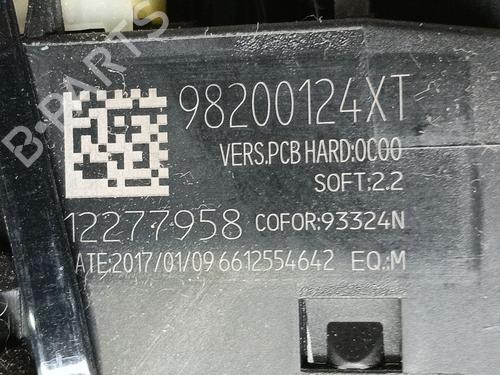 98200124XT
VERS.PCB HARD:0C00
SOFT:2.2
12277958 COFOR:93324N
ATE:2017/01/09 6612554642 EQ.:M
B-PARTS